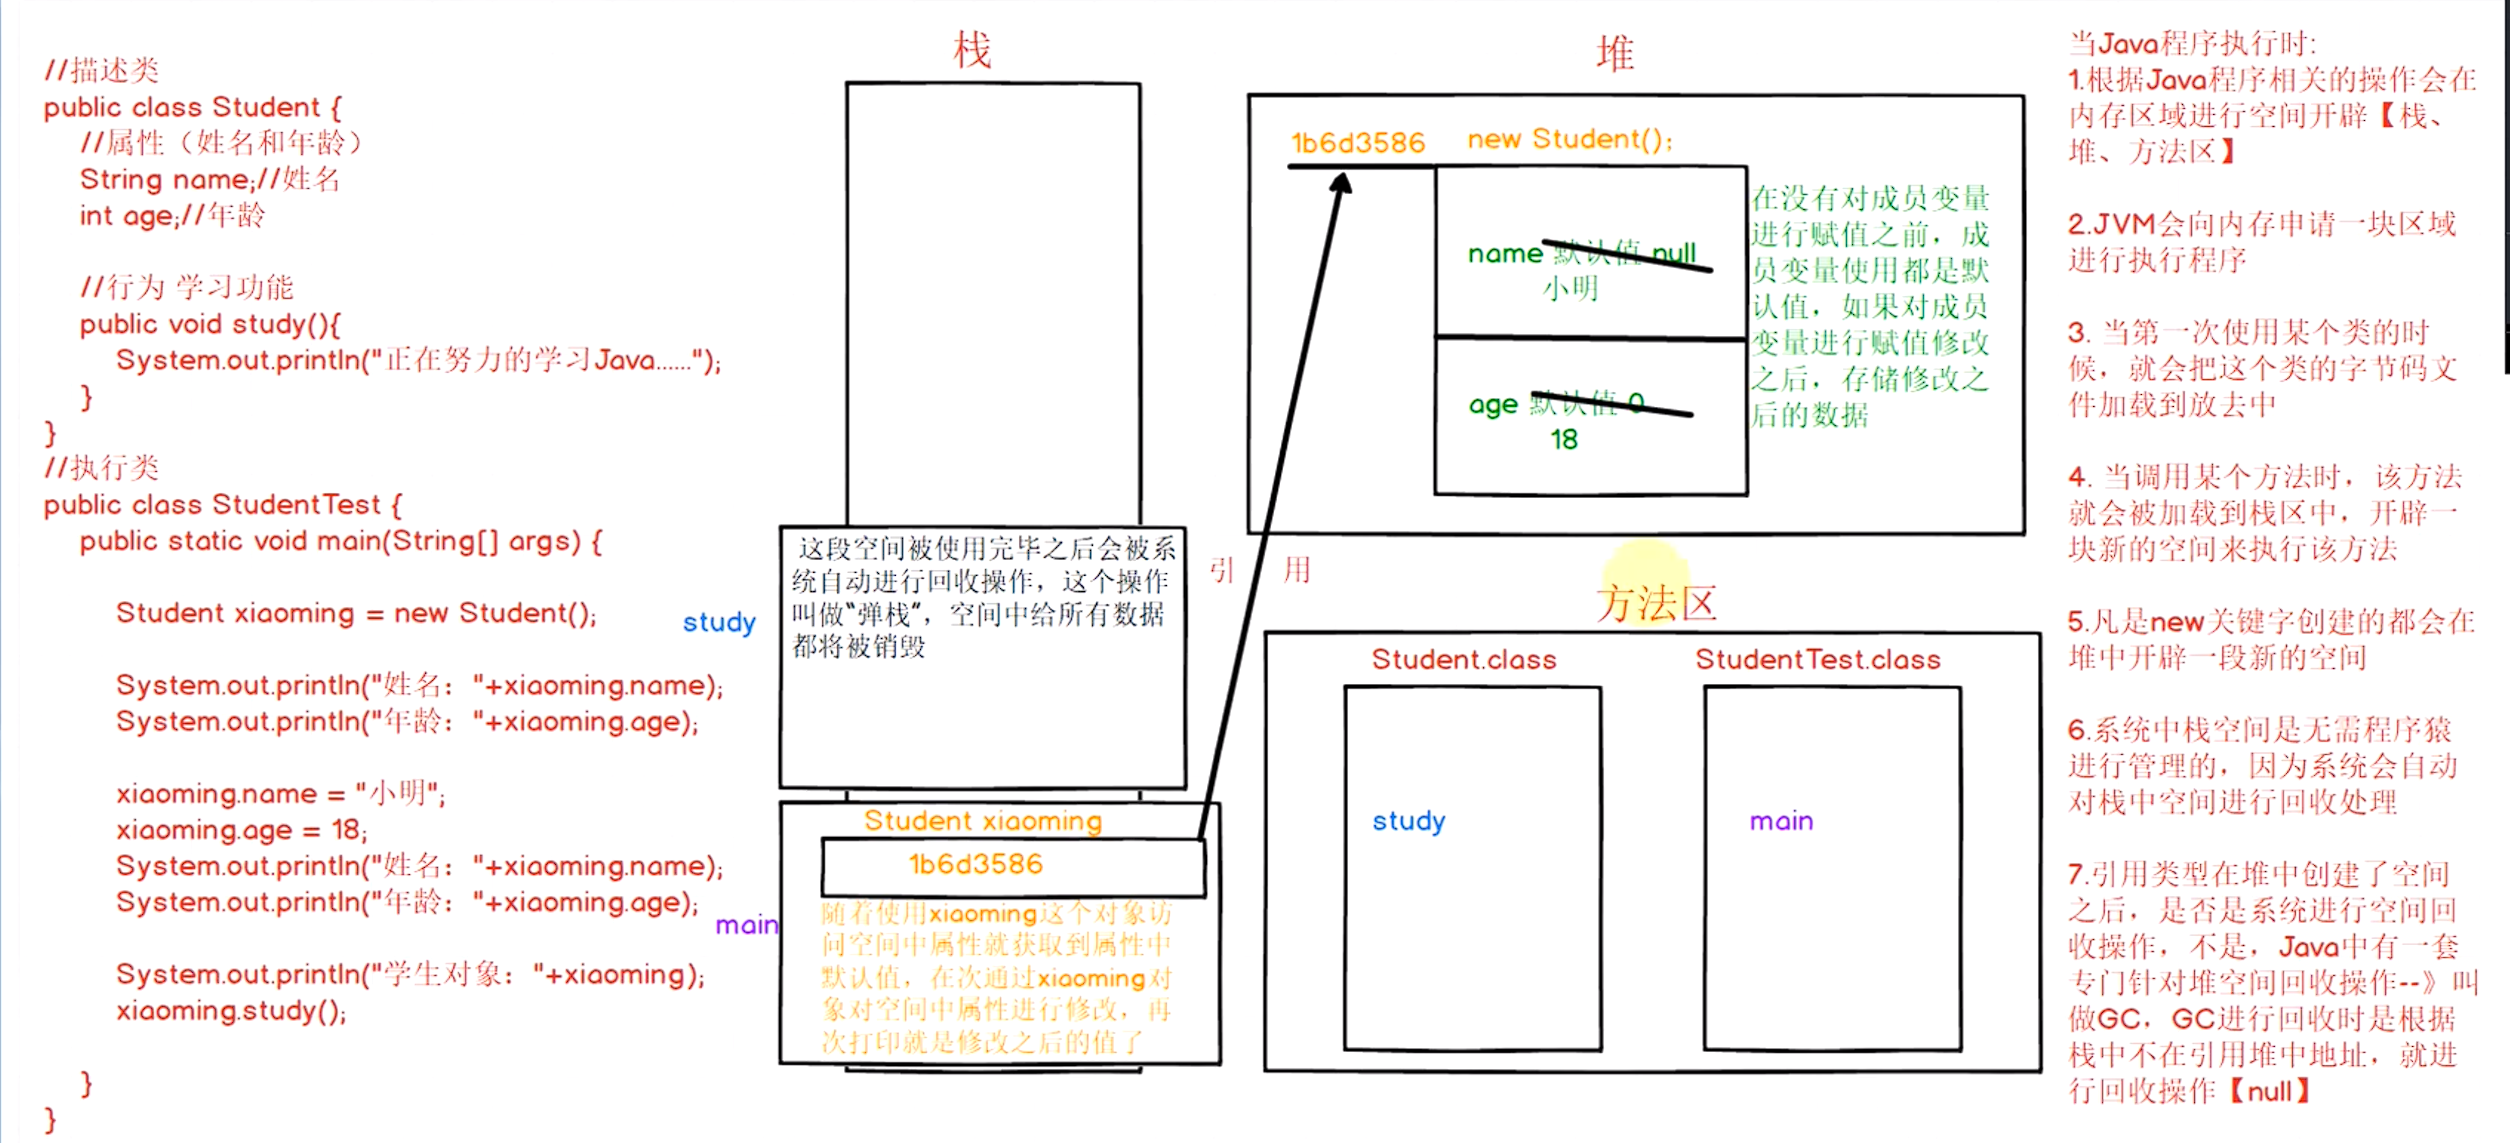 //描述类
public class Student {
//属性（姓名和年龄）
String name;//姓名
int age;//年龄
//行为 学习功能
public void study(){
System.out.println("正在努力的学习Java......");
}
}
//执行类
public class StudentTest {
public static void main(String[] args) {
Student xiaoming = new Student();
System.out.println("姓名："+xiaoming.name);
System.out.println("年龄："+xiaoming.age);
xiaoming.name = "小明";
xiaoming.age = 18;
System.out.println("姓名："+xiaoming.name);
System.out.println("年龄："+xiaoming.age);
System.out.println("学生对象："+xiaoming);
xiaoming.study();
}
}
栈
study
这段空间被使用完毕之后会被系
统自动进行回收操作，这个操作
叫做“弹栈”，空间中给所有数据
都将被销毁
main
Student xiaoming
1b6d3586
随着使用xiaoming这个对象访
问空间中属性就获取到属性中
默认值，在次通过xiaoming对
象对空间中属性进行修改，再
次打印就是修改之后的值了
引 用
堆
1b6d3586
new Student();
name 默认值 null
小明
age 默认值 0
18
在没有对成员变量
进行赋值之前，成
员变量使用都是默
认值，如果对成员
变量进行赋值修改
之后，存储修改之
后的数据
方法区
Student.class
study
StudentTest.class
main
当Java程序执行时:
1.根据Java程序相关的操作会在
内存区域进行空间开辟【栈、
堆、方法区】
2.JVM会向内存申请一块区域
进行执行程序
3. 当第一次使用某个类的时
候，就会把这个类的字节码文
件加载到放去中
4. 当调用某个方法时，该方法
就会被加载到栈区中，开辟一
块新的空间来执行该方法
5.凡是new关键字创建的都会在
堆中开辟一段新的空间
6.系统中栈空间是无需程序猿
进行管理的，因为系统会自动
对栈中空间进行回收处理
7.引用类型在堆中创建了空间
之后，是否是系统进行空间回
收操作，不是，Java中有一套
专门针对堆空间回收操作--》叫
做GC，GC进行回收时是根据
栈中不在引用堆中地址，就进
行回收操作【null】